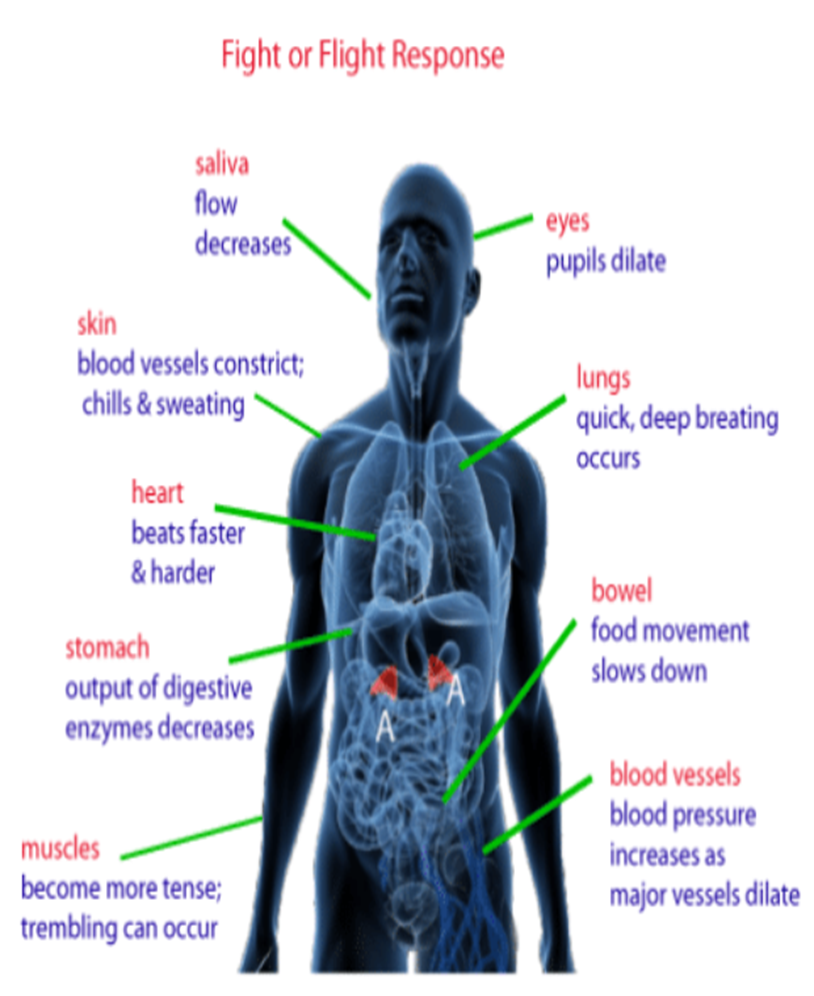 Fight or Flight Response
saliva
flow
decreases
eyes
pupils dilate
skin
blood vessels constrict;
chills & sweating
lungs
quick, deep breating
occurs
heart
beats faster
& harder
bowel
food movement
slows down
stomach
output of digestive
enzymes decreases
A
A
blood vessels
blood pressure
increases as
major vessels dilate
muscles
become more tense;
trembling can occur